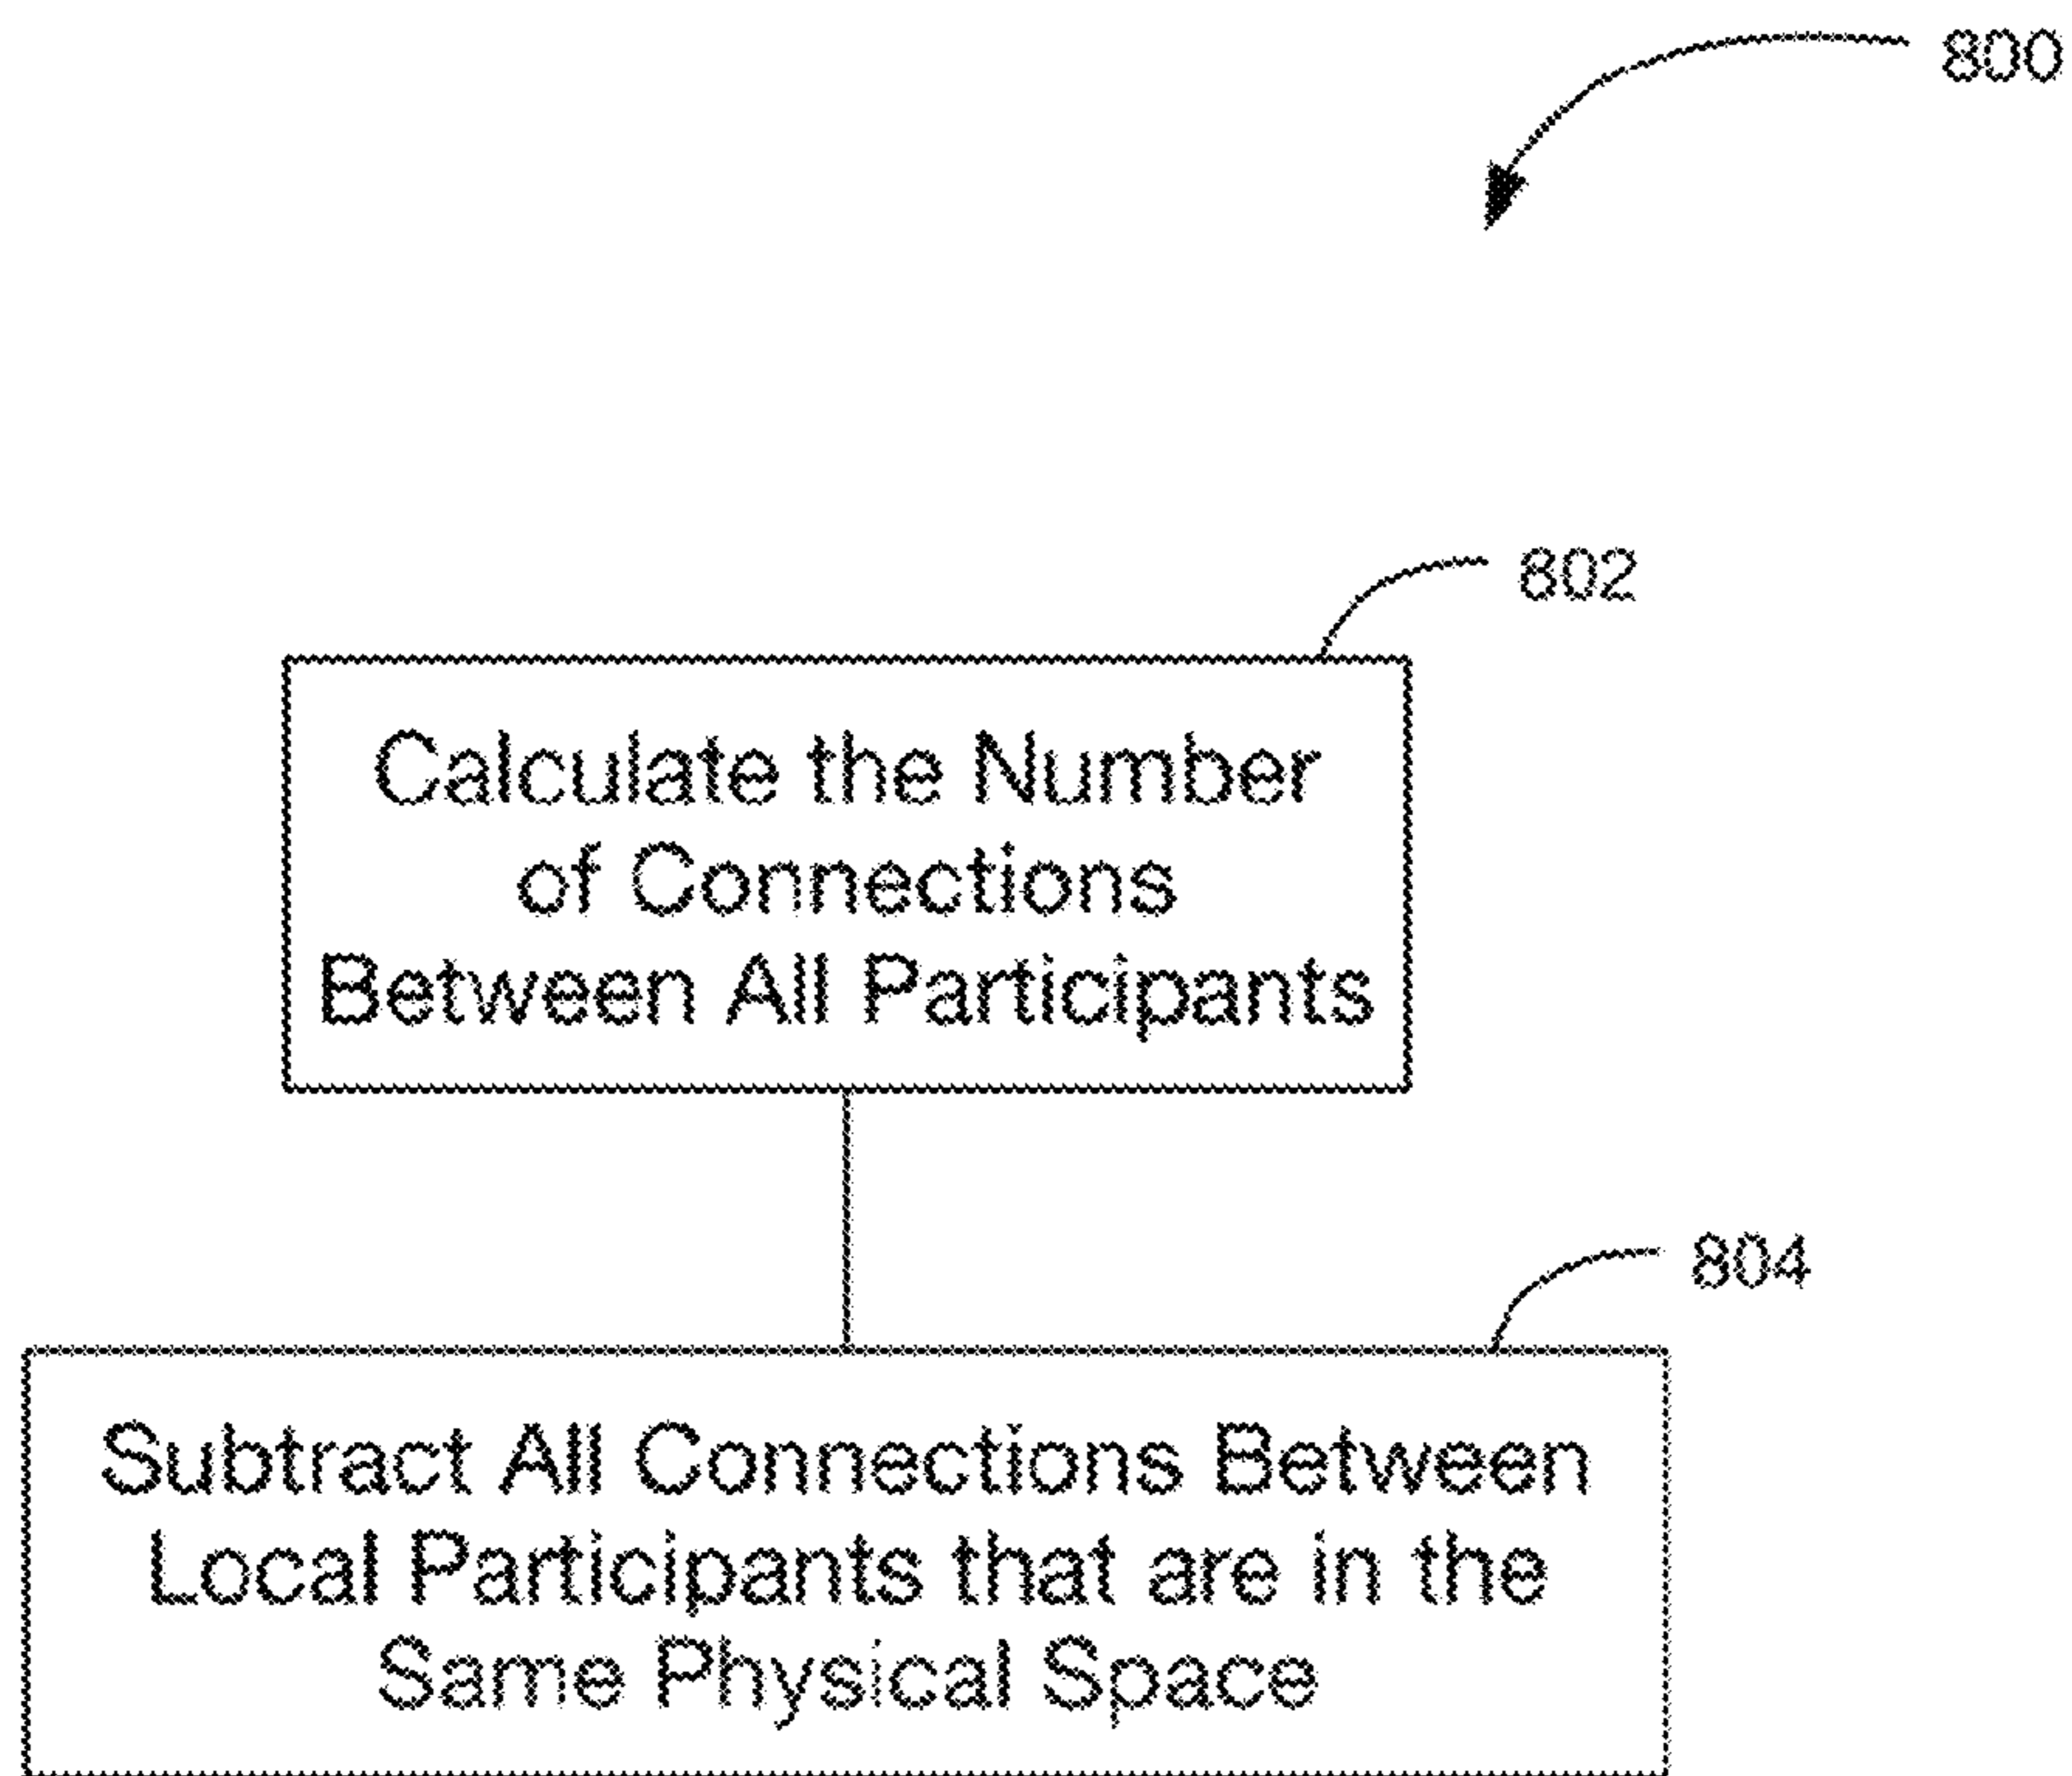 800
802
Calculate the Number
of Connections
Between All Participants
804
Subtract All Connections Between
Local Participants that are in the
Same Physical Space